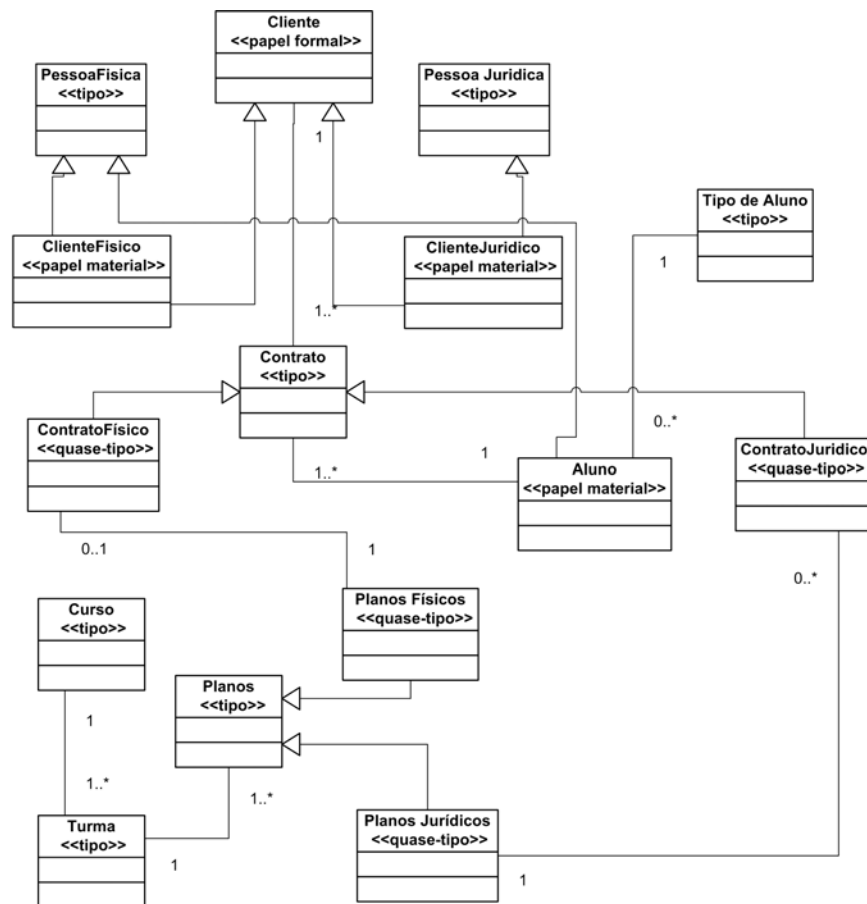 Cliente
<<papel formal>>
PessoaFísica
<<tipo>>
Pessoa Juridica
<<tipo>>
1
Tipo de Aluno
<<tipo>>
ClienteFisico
<<papel material>>
ClienteJuridico
<<papel material>>
1
1..*
Contrato
<<tipo>>
ContratoFísico
<<quase-tipo>>
0..*
ContratoJuridico
<<quase-tipo>>
1
1..*
Aluno
<<papel material>>
0..1
1
0..*
Planos Físicos
<<quase-tipo>>
Curso
<<tipo>>
Planos
<<tipo>>
1
1..*
1..*
Turma
<<tipo>>
Planos Jurídicos
<<quase-tipo>>
1
1